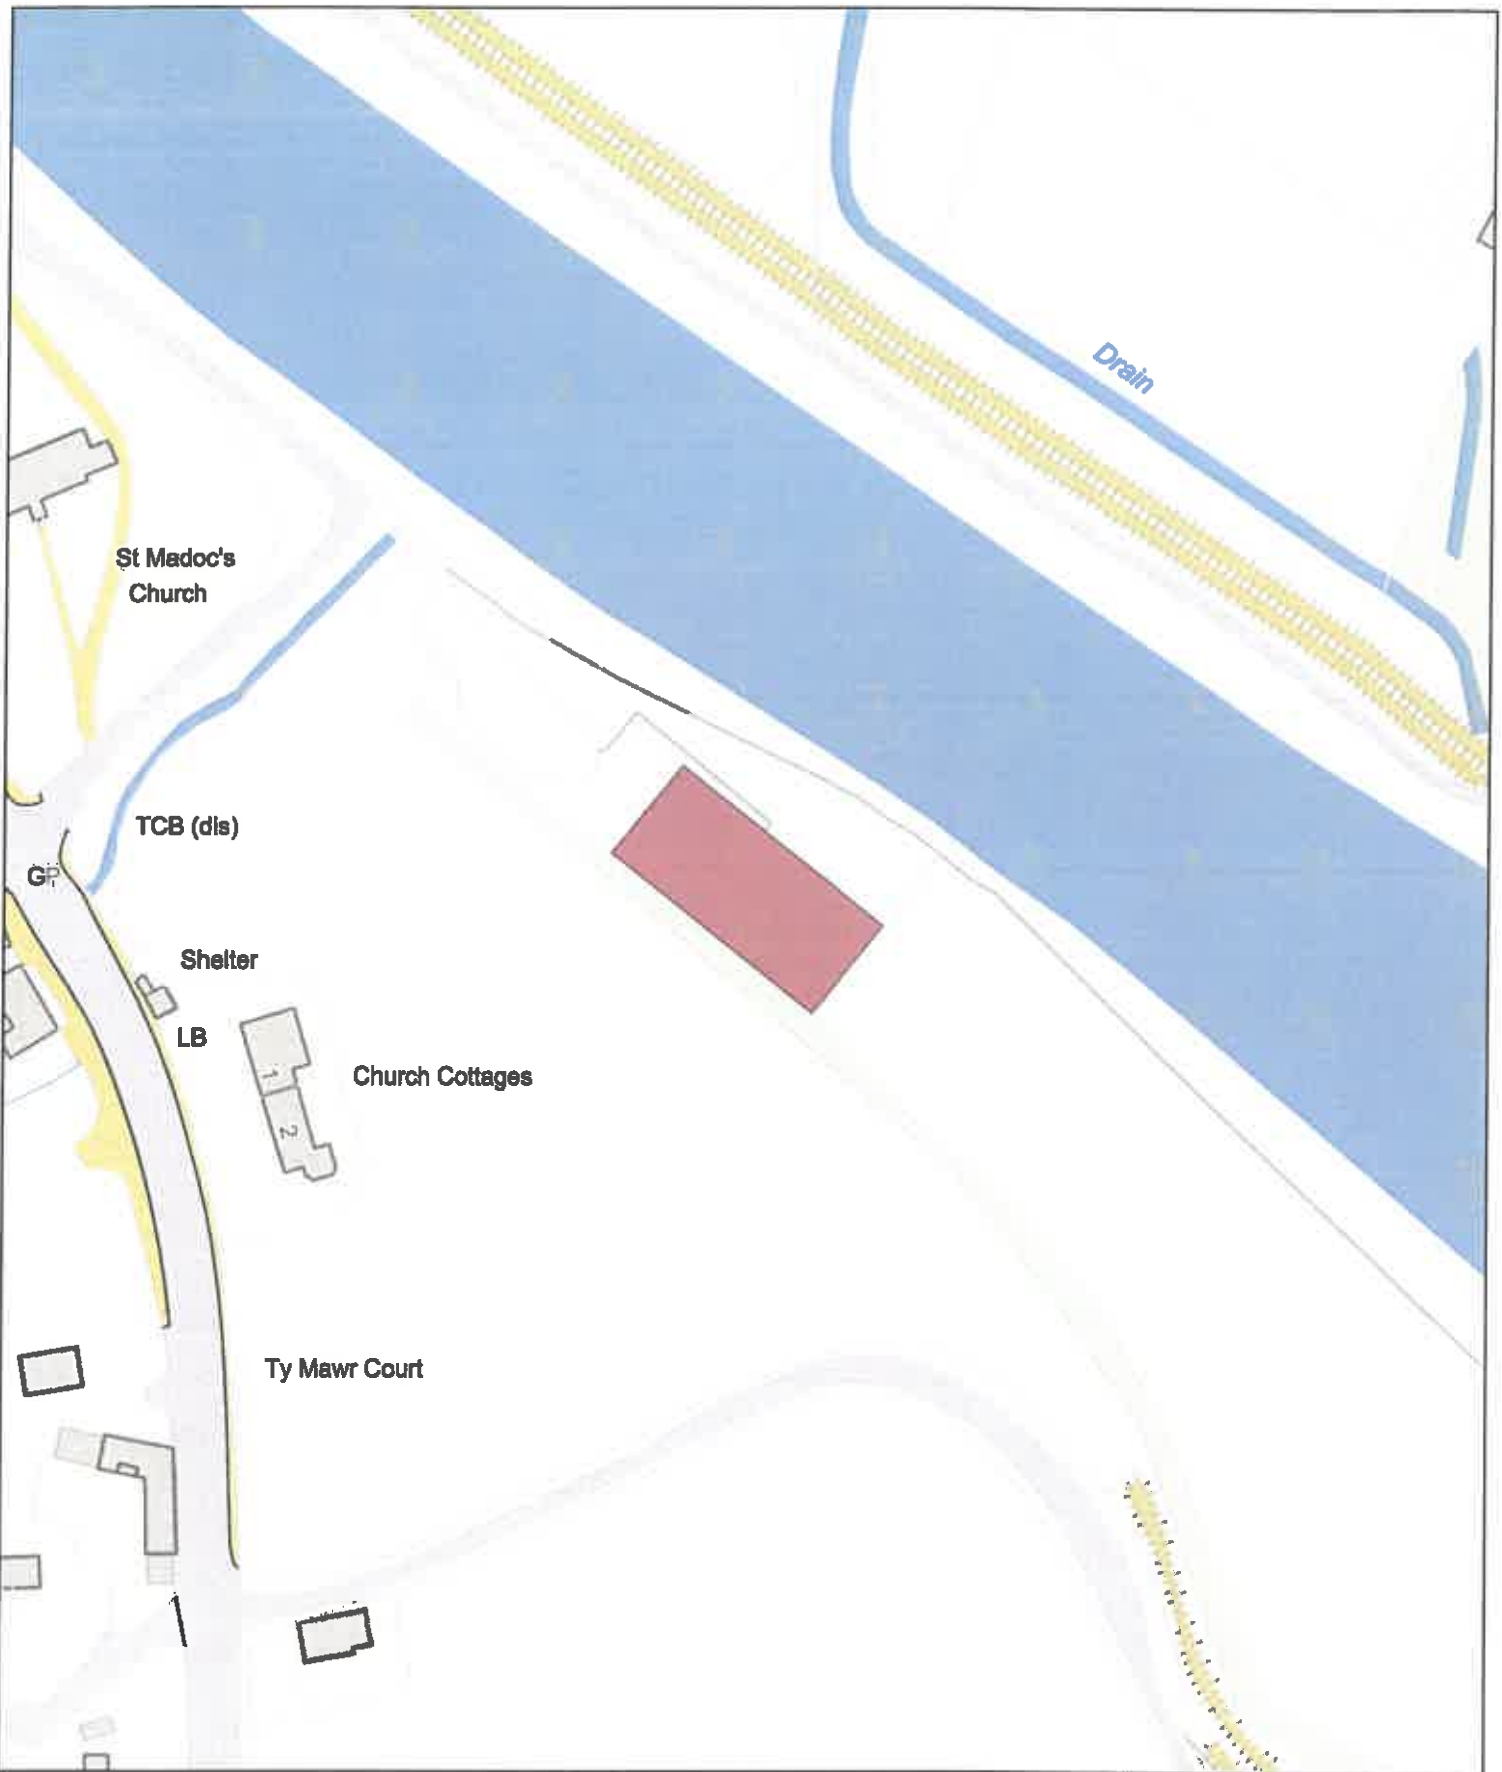 Drain
St Madoc's
Church
TCB (dis)
GP
Shelter
LB
1
Church Cottages
2
Ty Mawr Court